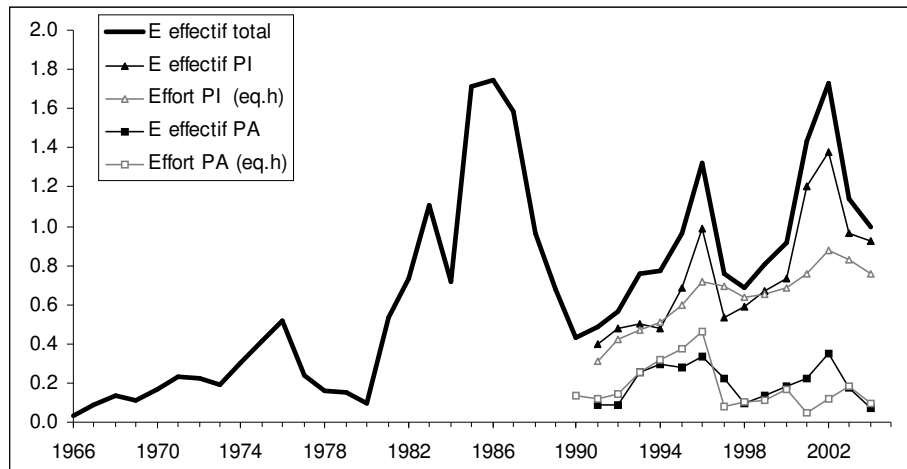 2.0
1.8
1.6
1.4
1.2
1.0
0.8
0.6
0.4
0.2
0.0
E effectif total
E effectif PI
Effort PI (eq.h)
E effectif PA
Effort PA (eq.h)
1966 1970 1974 1978 1982 1986 1990 1994 1998 2002